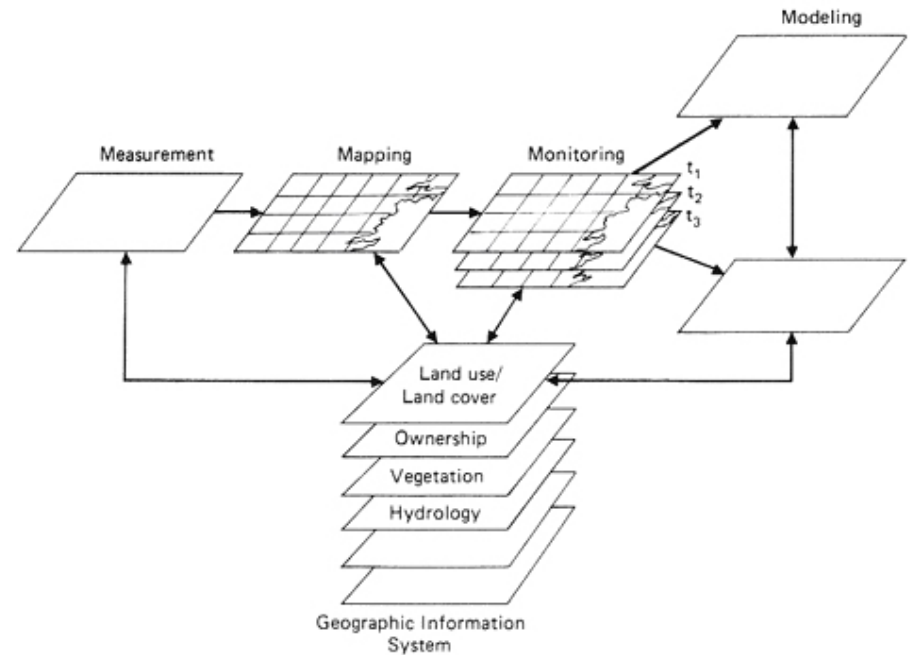 Modeling
Measurement
Mapping
Monitoring
t1
t2
t3
Land use/
Land cover
Ownership
Vegetation
Hydrology
Geographic Information
System